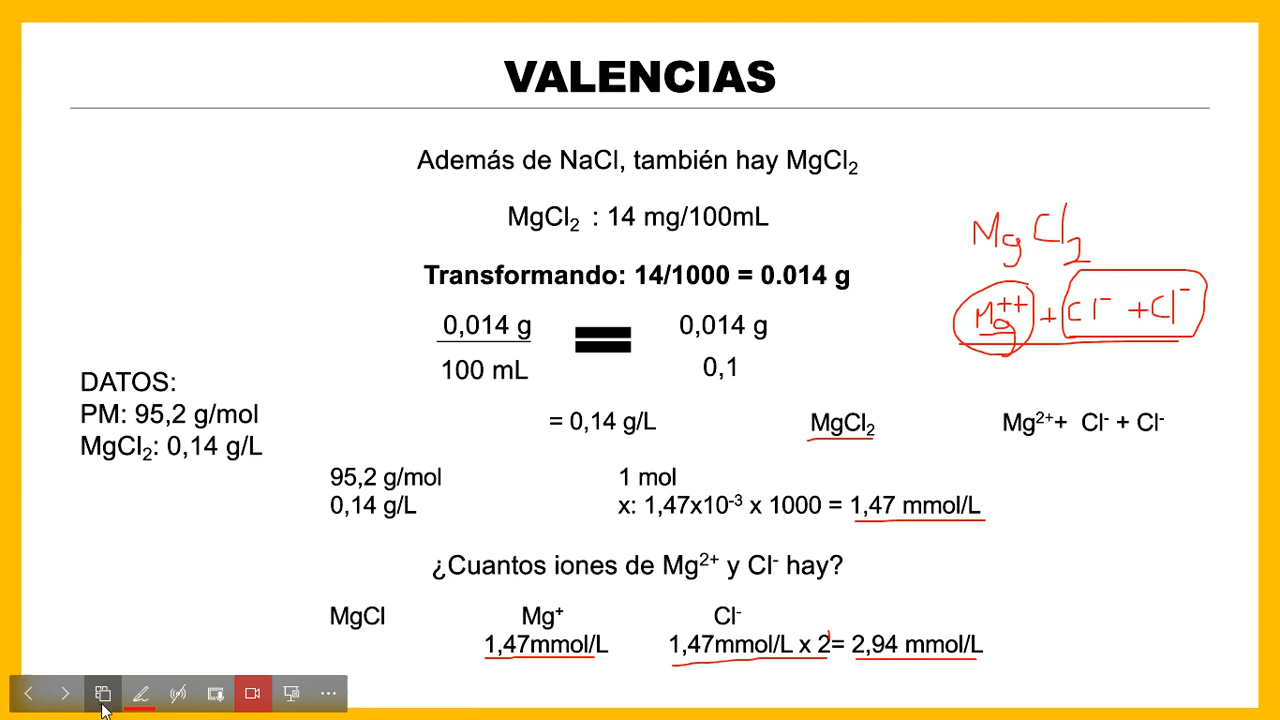 VALENCIAS
Además de NaCl, también hay MgCl₂
MgCl₂ : 14 mg/100mL
Transformando: 14/1000 = 0.014 g
0,014 g 0,014 g
100 mL 0,1
Mg Cl₂
Mg⁺⁺ + Cl⁻ + Cl⁻
DATOS:
PM: 95,2 g/mol
MgCl₂: 0,14 g/L
= 0,14 g/L MgCl₂ Mg²⁺+ Cl⁻ + Cl⁻
95,2 g/mol 1 mol
0,14 g/L x: 1,47x10⁻³ x 1000 = 1,47 mmol/L
¿Cuantos iones de Mg²⁺ y Cl⁻ hay?
MgCl Mg⁺ Cl⁻
1,47mmol/L 1,47mmol/L x 2= 2,94 mmol/L